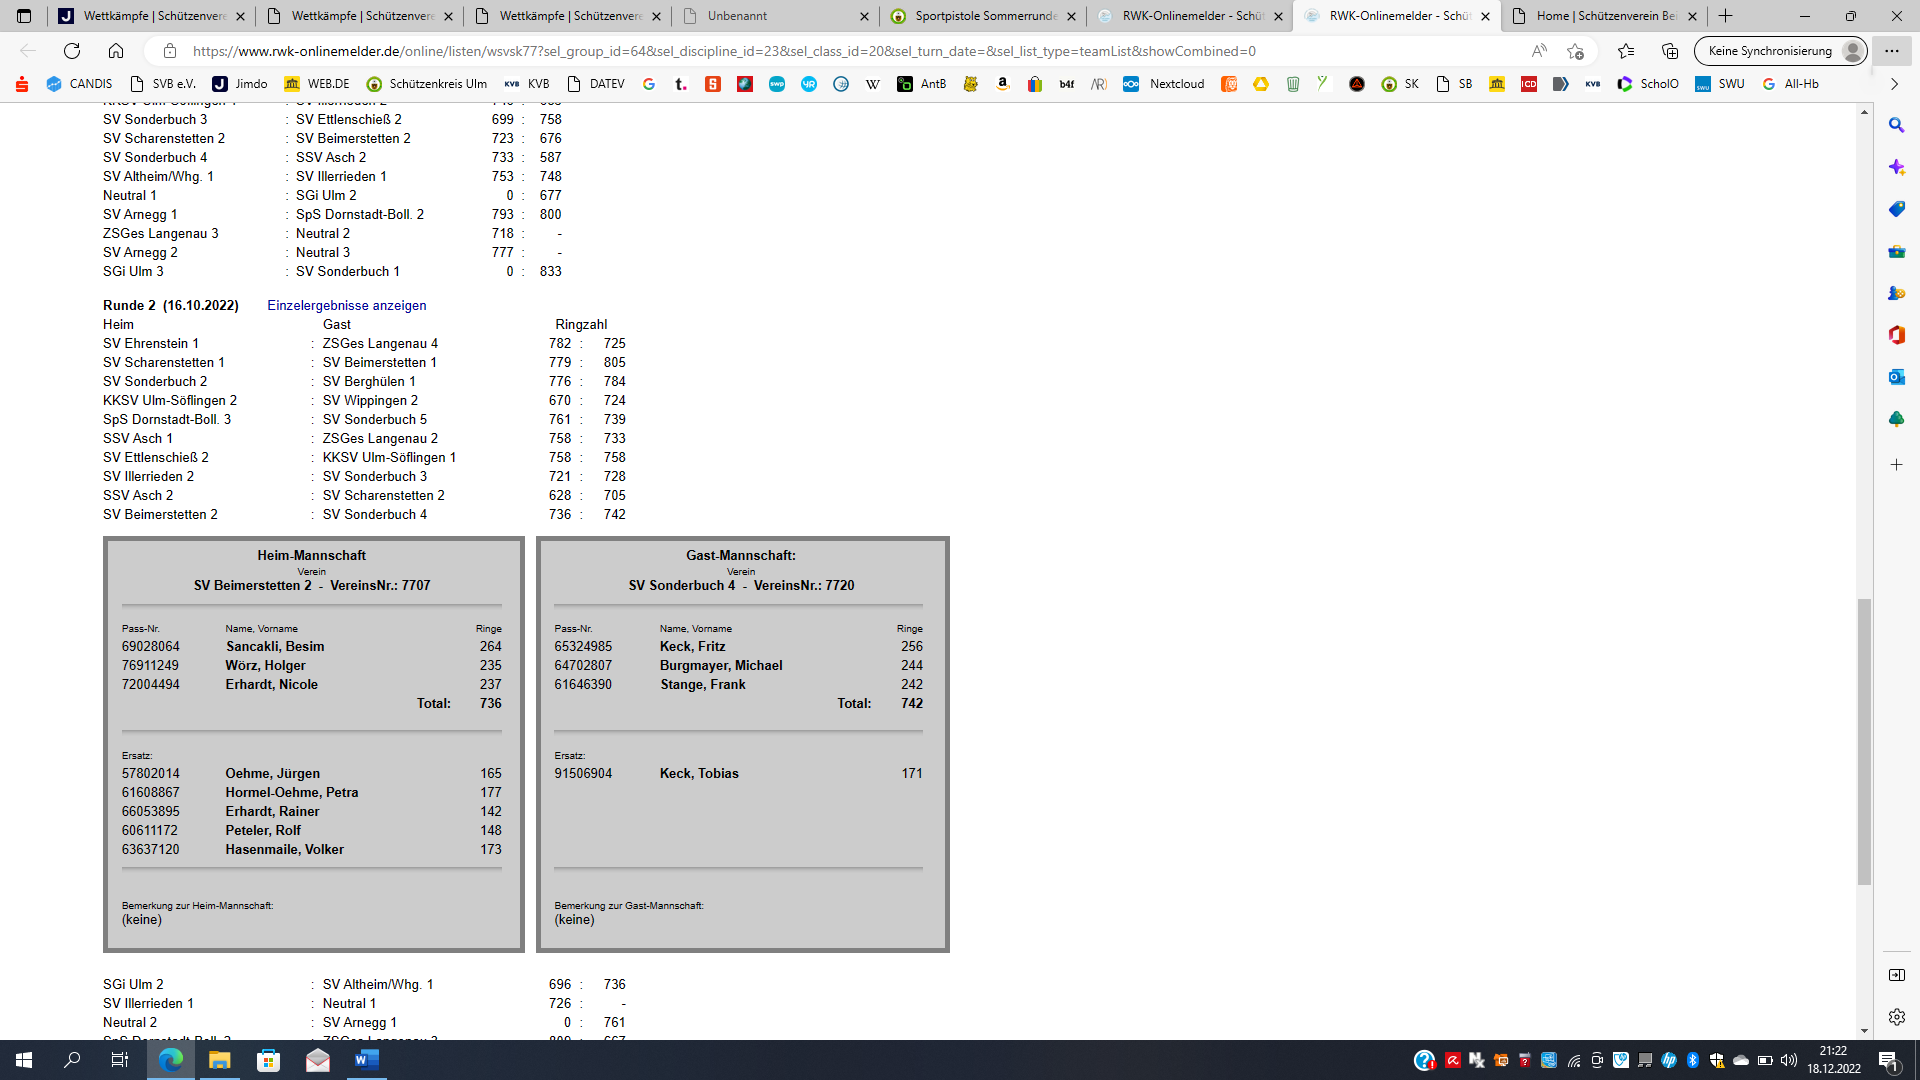 Wettkämpfe | Schützenvere
Wettkämpfe | Schützenvere
Wettkämpfe | Schützenvere
Unbenannt
Sportpistole Sommerrunde
RWK-Onlinemelder - Schüt
RWK-Onlinemelder - Schüt
Home | Schützenverein Bei
https://www.rwk-onlinemelder.de/online/listen/wsvsk77?sel_group_id=64&sel_discipline_id=23&sel_class_id=20&sel_turn_date=&sel_list_type=teamList&showCombined=0
Keine Synchronisierung
CANDIS
SVB e.V.
Jimdo
WEB.DE
Schützenkreis Ulm
KVB KVB
DATEV
AntB
b4f
Nextcloud
SK
SB
ICD
KVB
ScholO
SWU
All-Hb
SV Sonderbuch 3 : SV Ettlenschieß 2 699 : 758
SV Scharenstetten 2 : SV Beimerstetten 2 723 : 676
SV Sonderbuch 4 : SSV Asch 2 733 : 587
SV Altheim/Whg. 1 : SV Illerrieden 1 753 : 748
Neutral 1 : SGi Ulm 2 0 : 677
SV Arnegg 1 : SpS Dornstadt-Boll. 2 793 : 800
ZSGes Langenau 3 : Neutral 2 718 : -
SV Arnegg 2 : Neutral 3 777 : -
SGi Ulm 3 : SV Sonderbuch 1 0 : 833
Runde 2 (16.10.2022) Einzelergebnisse anzeigen
Heim Gast Ringzahl
SV Ehrenstein 1 : ZSGes Langenau 4 782 : 725
SV Scharenstetten 1 : SV Beimerstetten 1 779 : 805
SV Sonderbuch 2 : SV Berghülen 1 776 : 784
KKSV Ulm-Söflingen 2 : SV Wippingen 2 670 : 724
SpS Dornstadt-Boll. 3 : SV Sonderbuch 5 761 : 739
SSV Asch 1 : ZSGes Langenau 2 758 : 733
SV Ettlenschieß 2 : KKSV Ulm-Söflingen 1 758 : 758
SV Illerrieden 2 : SV Sonderbuch 3 721 : 728
SSV Asch 2 : SV Scharenstetten 2 628 : 705
SV Beimerstetten 2 : SV Sonderbuch 4 736 : 742
Heim-Mannschaft
Verein
SV Beimerstetten 2 - VereinsNr.: 7707
Pass-Nr. Name, Vorname Ringe
69028064 Sancakli, Besim 264
76911249 Wörz, Holger 235
72004494 Erhardt, Nicole 237
Total: 736
Ersatz:
57802014 Oehme, Jürgen 165
61608867 Hormel-Oehme, Petra 177
66053895 Erhardt, Rainer 142
60611172 Peteler, Rolf 148
63637120 Hasenmaile, Volker 173
Bemerkung zur Heim-Mannschaft:
(keine)
Gast-Mannschaft:
Verein
SV Sonderbuch 4 - VereinsNr.: 7720
Pass-Nr. Name, Vorname Ringe
65324985 Keck, Fritz 256
64702807 Burgmayer, Michael 244
61646390 Stange, Frank 242
Total: 742
Ersatz:
91506904 Keck, Tobias 171
Bemerkung zur Gast-Mannschaft:
(keine)
SGi Ulm 2 : SV Altheim/Whg. 1 696 : 736
SV Illerrieden 1 : Neutral 1 726 : -
Neutral 2 : SV Arnegg 1 0 : 761
21:22
18.12.2022